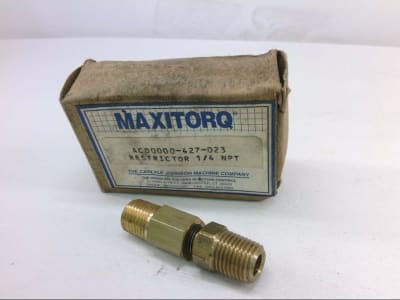 MAXITORQ®
AC00000-427-023
RESTRICTOR 1/4 NPT
THE CARLYLE JOHNSON MACHINE COMPANY